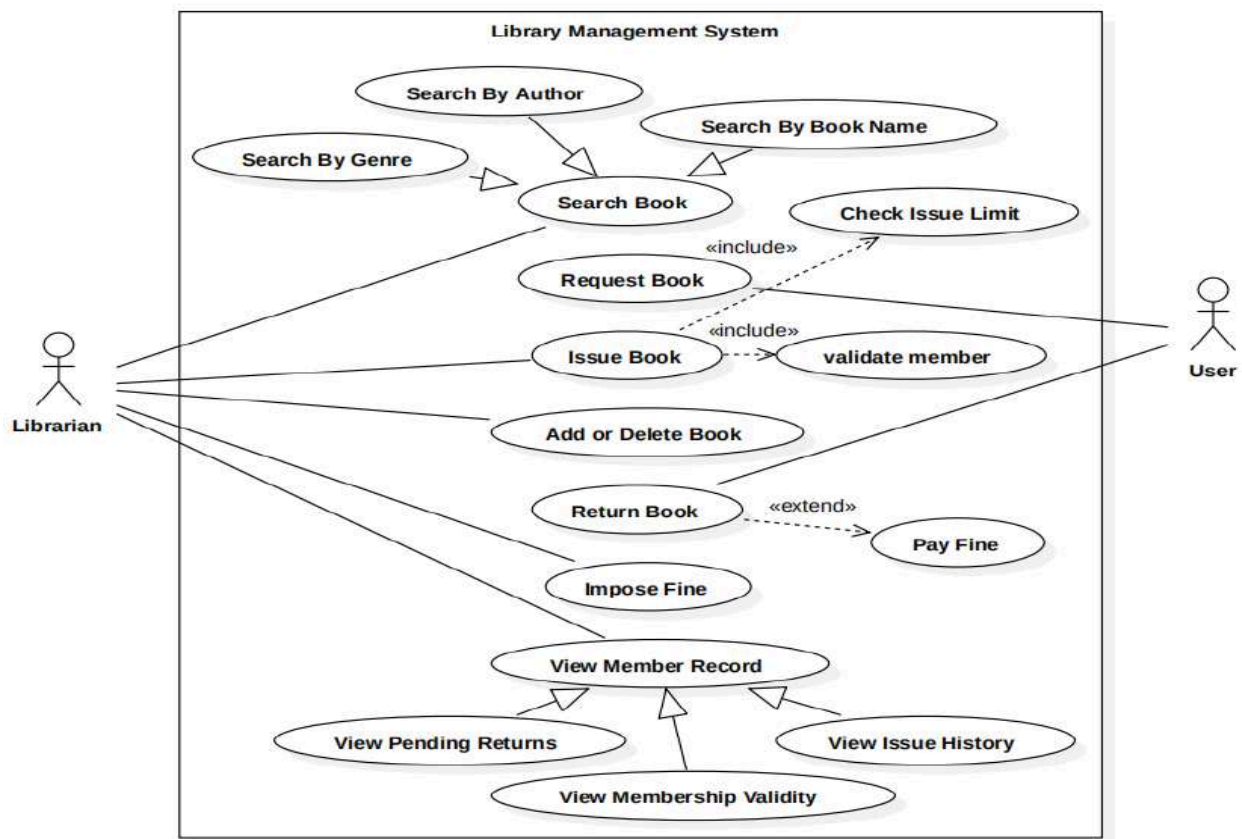 Library Management System
Search By Author
Search By Book Name
Search By Genre
Search Book
Check Issue Limit
«include»
Request Book
«include»
Issue Book
validate member
User
Librarian
Add or Delete Book
«extend»
Return Book
Pay Fine
Impose Fine
View Member Record
View Pending Returns
View Issue History
View Membership Validity